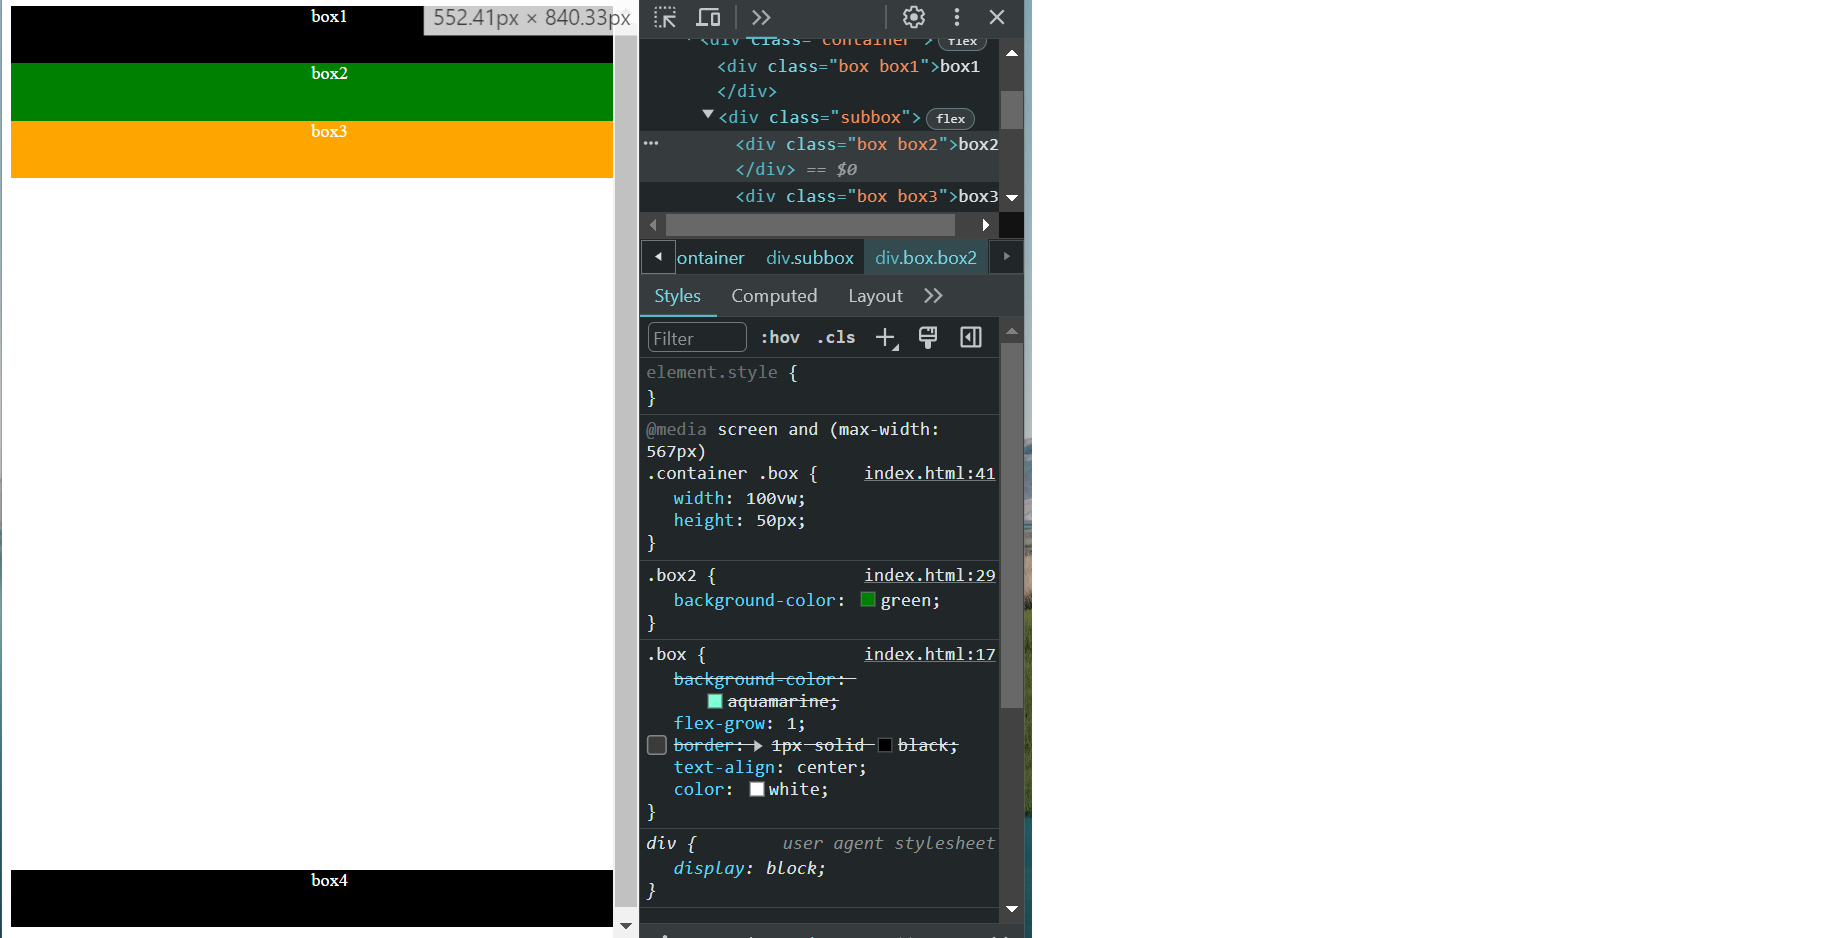 box1
552.41px × 840.33px
box2
box3
box4
<div class="container"> flex
<div class="box box1">box1
</div>
<div class="subbox"> flex
<div class="box box2">box2
</div> == $0
<div class="box box3">box3
ontainer div.subbox div.box.box2
Styles Computed Layout
Filter :hov .cls
element.style {
}
@media screen and (max-width:
567px)
.container .box { index.html:41
width: 100vw;
height: 50px;
}
.box2 { index.html:29
background-color: green;
}
.box { index.html:17
background-color:
aquamarine;
flex-grow: 1;
border: 1px solid black;
text-align: center;
color: white;
}
div { user agent stylesheet
display: block;
}